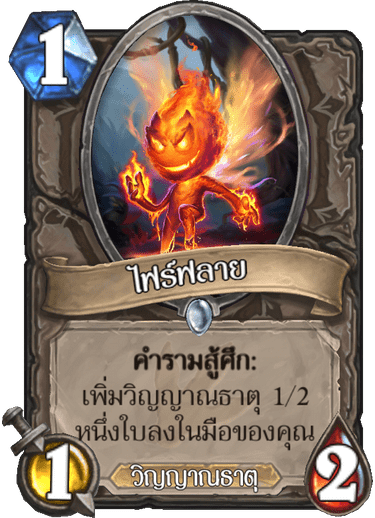 1
ไฟร์ฟลาย
คำรามสู้ศึก:
เพิ่มวิญญาณธาตุ 1/2
หนึ่งใบลงในมือของคุณ
1
วิญญาณธาตุ
2